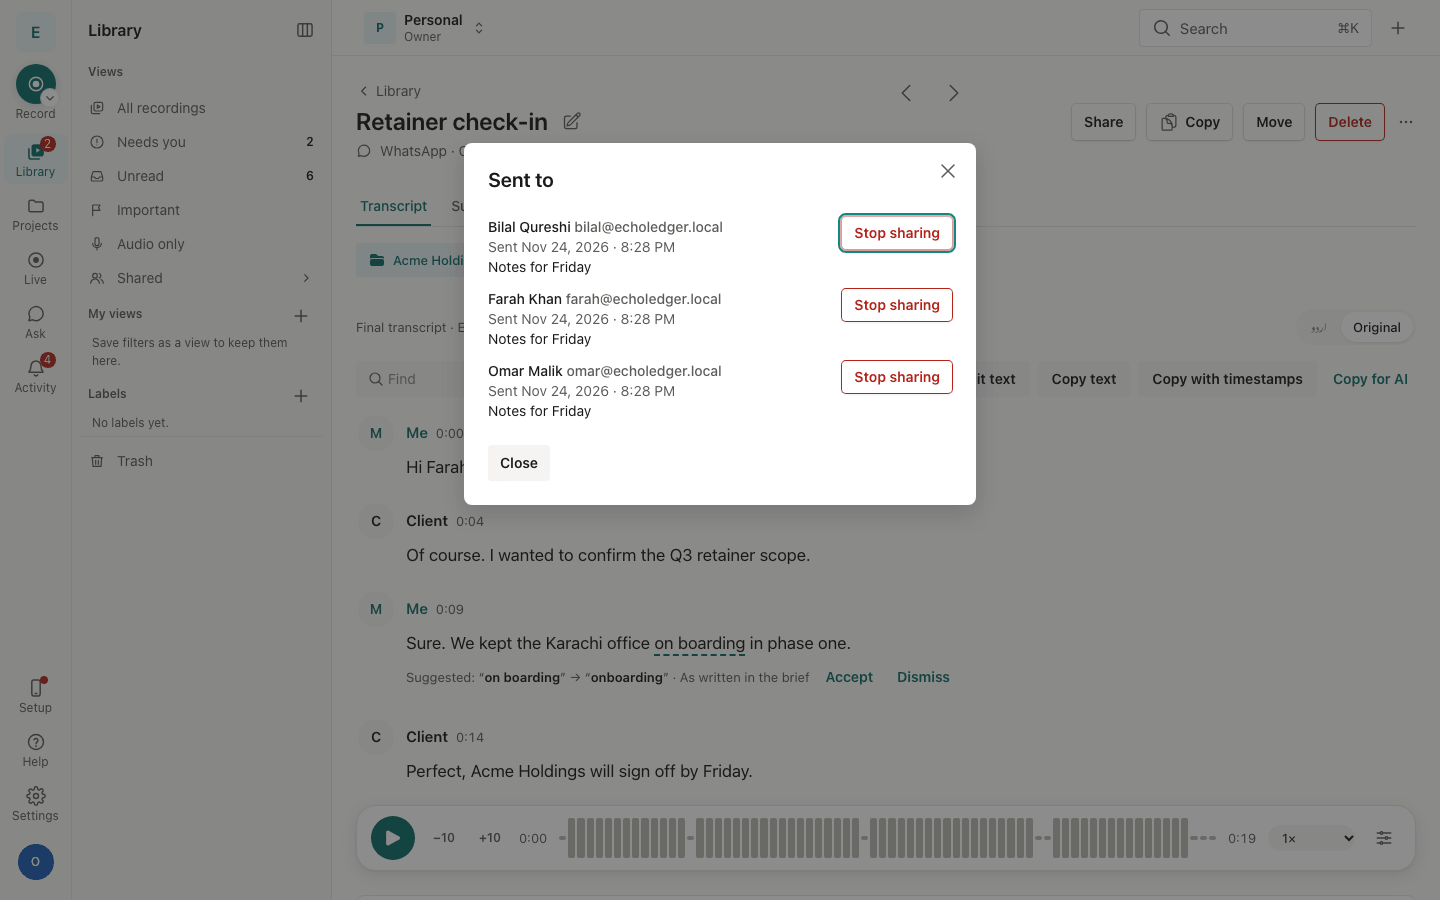 E
Library
Personal
Owner
P
Search
⌘K
Record
2
Library
Projects
Live
Ask
4
Activity
Setup
Help
Settings
O
Views
All recordings
Needs you 2
Unread 6
Important
Audio only
Shared
My views
Save filters as a view to keep them
here.
Labels
No labels yet.
Trash
Library
Retainer check-in
WhatsApp ·
Share Copy Move Delete
Transcript
Acme Holdi
Final transcript · E
اردو Original
Find
it text Copy text Copy with timestamps Copy for AI
Sent to
Bilal Qureshi bilal@echoledger.local
Sent Nov 24, 2026 · 8:28 PM
Notes for Friday
Stop sharing
Farah Khan farah@echoledger.local
Sent Nov 24, 2026 · 8:28 PM
Notes for Friday
Stop sharing
Omar Malik omar@echoledger.local
Sent Nov 24, 2026 · 8:28 PM
Notes for Friday
Stop sharing
Close
M Me 0:00
Hi Farah
C Client 0:04
Of course. I wanted to confirm the Q3 retainer scope.
M Me 0:09
Sure. We kept the Karachi office on boarding in phase one.
Suggested: “on boarding” → “onboarding” · As written in the brief Accept Dismiss
C Client 0:14
Perfect, Acme Holdings will sign off by Friday.
−10 +10 0:00 0:19 1×